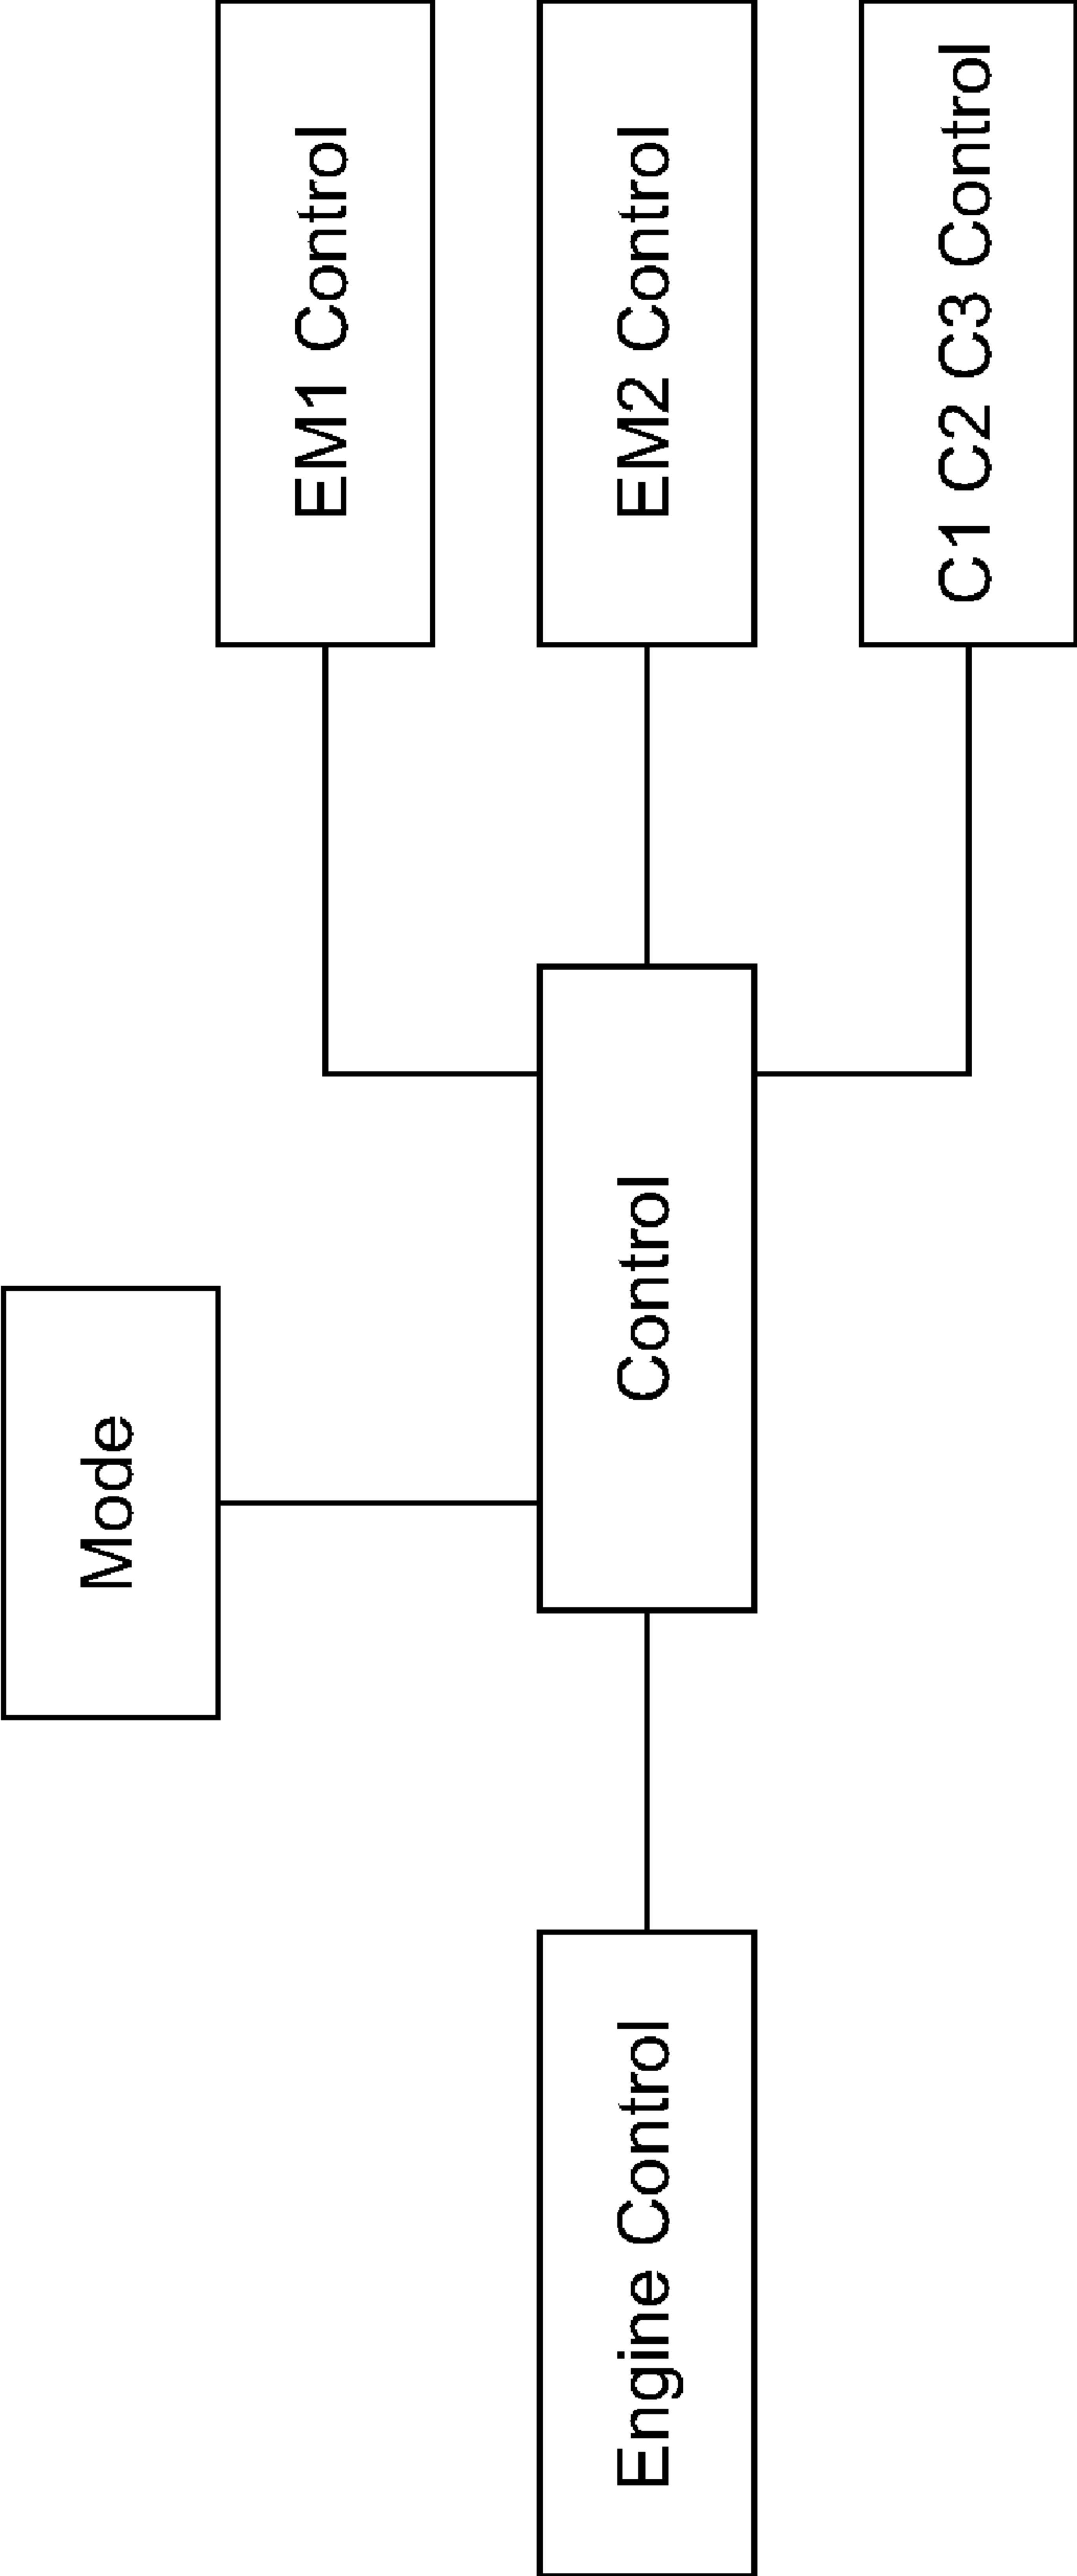 Mode
EM1 Control
Engine Control
Control
EM2 Control
C1 C2 C3 Control